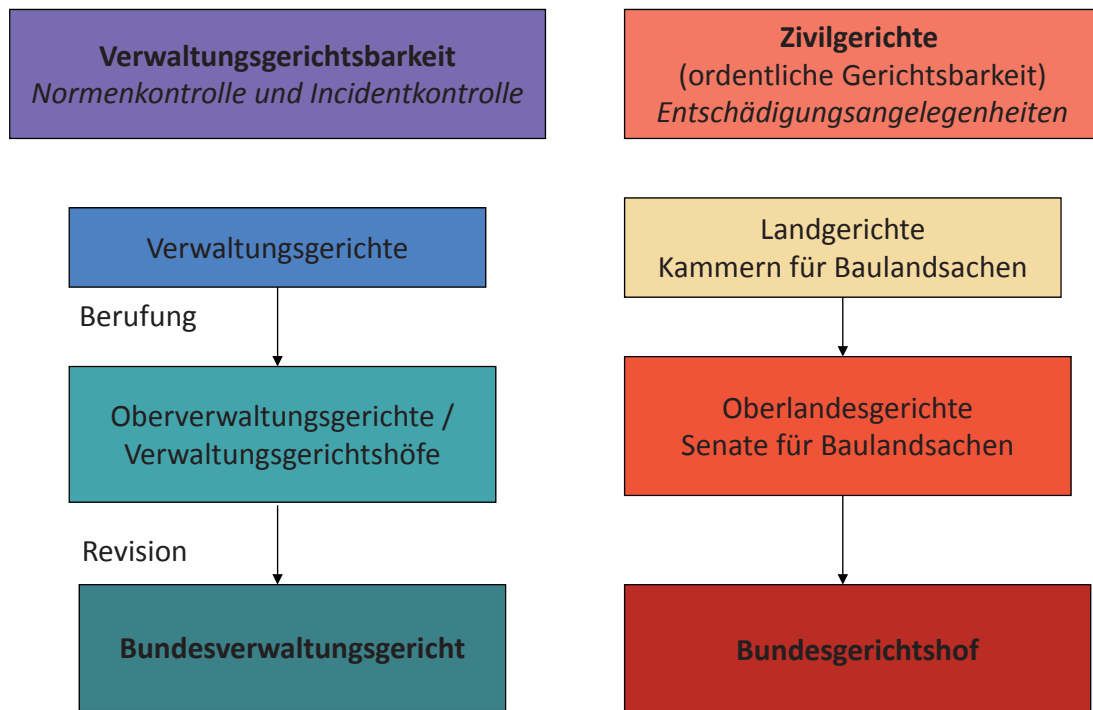 Verwaltungsgerichtsbarkeit
Normenkontrolle und Incidentkontrolle
Zivilgerichte
(ordentliche Gerichtsbarkeit)
Entschädigungsangelegenheiten
Verwaltungsgerichte
Landgerichte
Kammern für Baulandsachen
Berufung
Oberverwaltungsgerichte /
Verwaltungsgerichtshöfe
Oberlandesgerichte
Senate für Baulandsachen
Revision
Bundesverwaltungsgericht
Bundesgerichtshof